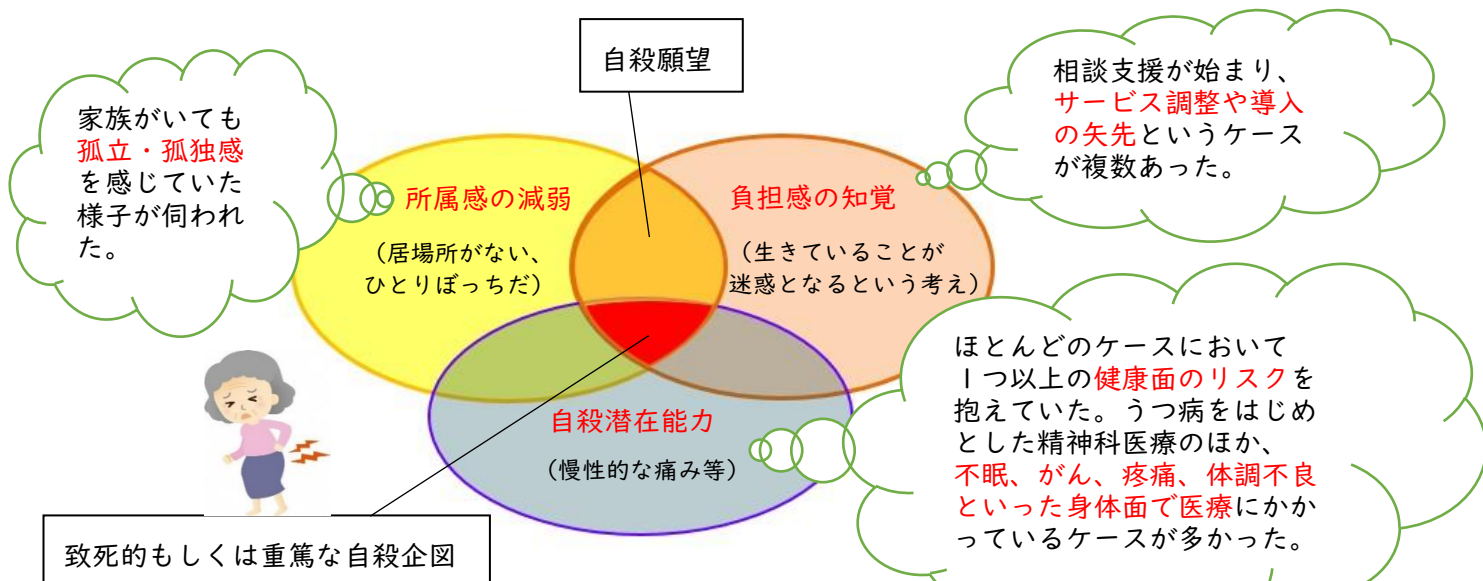 自殺願望
家族がいても
孤立・孤独感
を感じていた
様子が伺われ
た。
相談支援が始まり、
サービス調整や導入
の矢先というケース
が複数あった。
所属感の減弱
(居場所がない、
ひとりぼっちだ)
負担感の知覚
(生きていることが
迷惑となるという考え)
自殺潜在能力
(慢性的な痛み等)
ほとんどのケースにおいて
1つ以上の健康面のリスクを
抱えていた。うつ病をはじめ
とした精神科医療のほか、
不眠、がん、疼痛、体調不良
といった身体面で医療にかか
っているケースが多かった。
致死的もしくは重篤な自殺企図